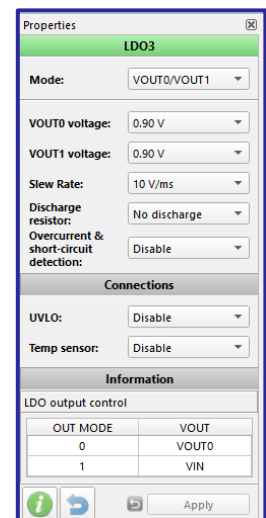 Properties
LDO3
Mode: VOUT0/VOUT1
VOUT0 voltage: 0.90 V
VOUT1 voltage: 0.90 V
Slew Rate: 10 V/ms
Discharge
resistor: No discharge
Overcurrent &
short-circuit
detection: Disable
Connections
UVLO: Disable
Temp sensor: Disable
Information
LDO output control
OUT MODE VOUT
0 VOUT0
1 VIN
Apply